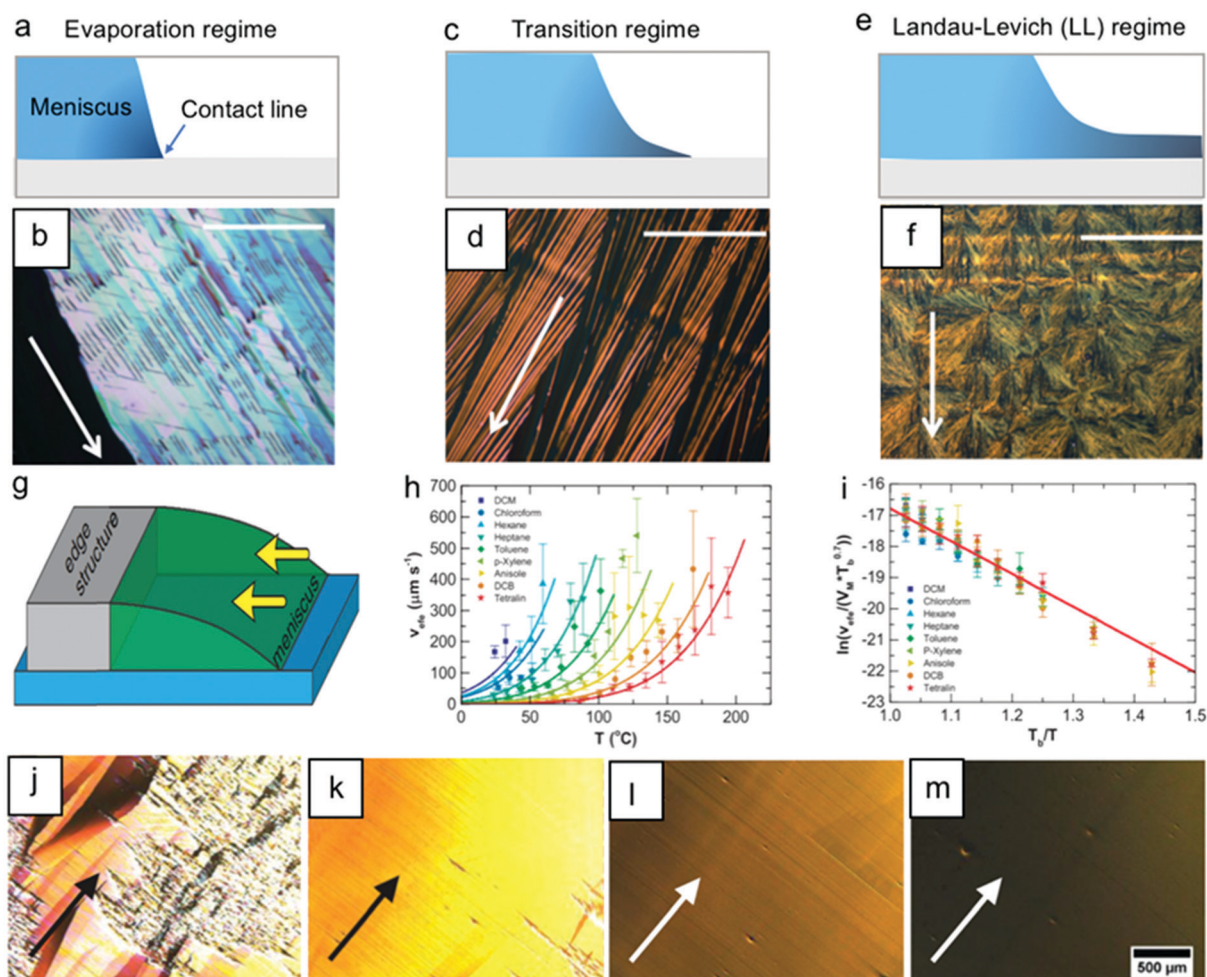 a Evaporation regime
c Transition regime
e Landau-Levich (LL) regime
Meniscus
Contact line
b
d
f
g
edge
structure
meniscus
h
700
600
500
400
300
200
100
0
v_efe (μm s⁻¹)
DCM
Chloroform
Hexane
Heptane
Toluene
p-Xylene
Anisole
DCB
Tetralin
0 50 100 150 200
T (°C)
i
-16
-17
-18
-19
-20
-21
-22
-23
ln(v_efe/(V_M*T_b^0.7))
DCM
Chloroform
Hexane
Heptane
Toluene
P-Xylene
Anisole
DCB
Tetralin
1.0 1.1 1.2 1.3 1.4 1.5
T_b/T
j
k
l
m
500 μm